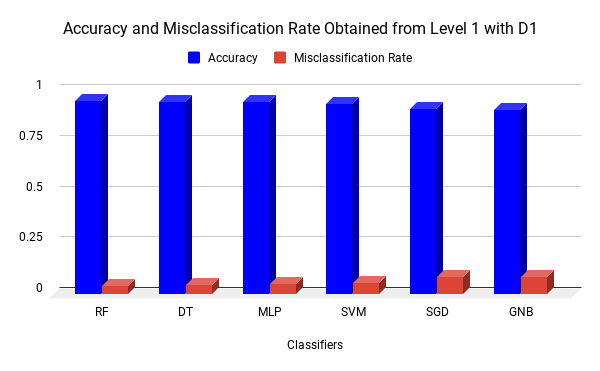 Accuracy and Misclassification Rate Obtained from Level 1 with D1
Accuracy Misclassification Rate
1
0.75
0.5
0.25
0
RF DT MLP SVM SGD GNB
Classifiers